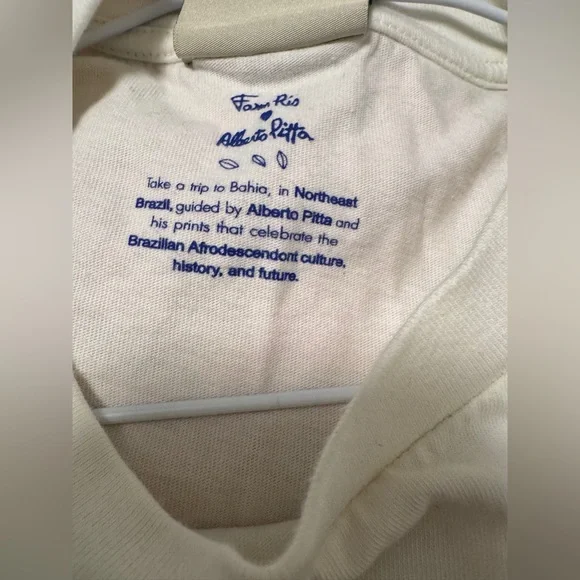 Farm Rio
Alberto Pitta
Take a trip to Bahia, in Northeast
Brazil, guided by Alberto Pitta and
his prints that celebrate the
Brazilian Afrodescendant culture,
history, and future.